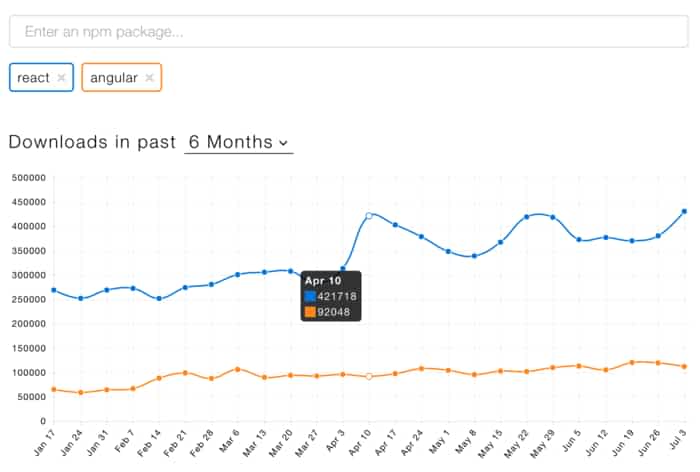 Enter an npm package...
react × angular ×
Downloads in past 6 Months
500000
450000
400000
350000
300000
250000
200000
150000
100000
50000
0
Apr 10
421718
92048
Jan 17 Jan 24 Jan 31 Feb 7 Feb 14 Feb 21 Feb 28 Mar 6 Mar 13 Mar 20 Mar 27 Apr 3 Apr 10 Apr 17 Apr 24 May 1 May 8 May 15 May 22 May 29 Jun 5 Jun 12 Jun 19 Jun 26 Jul 3